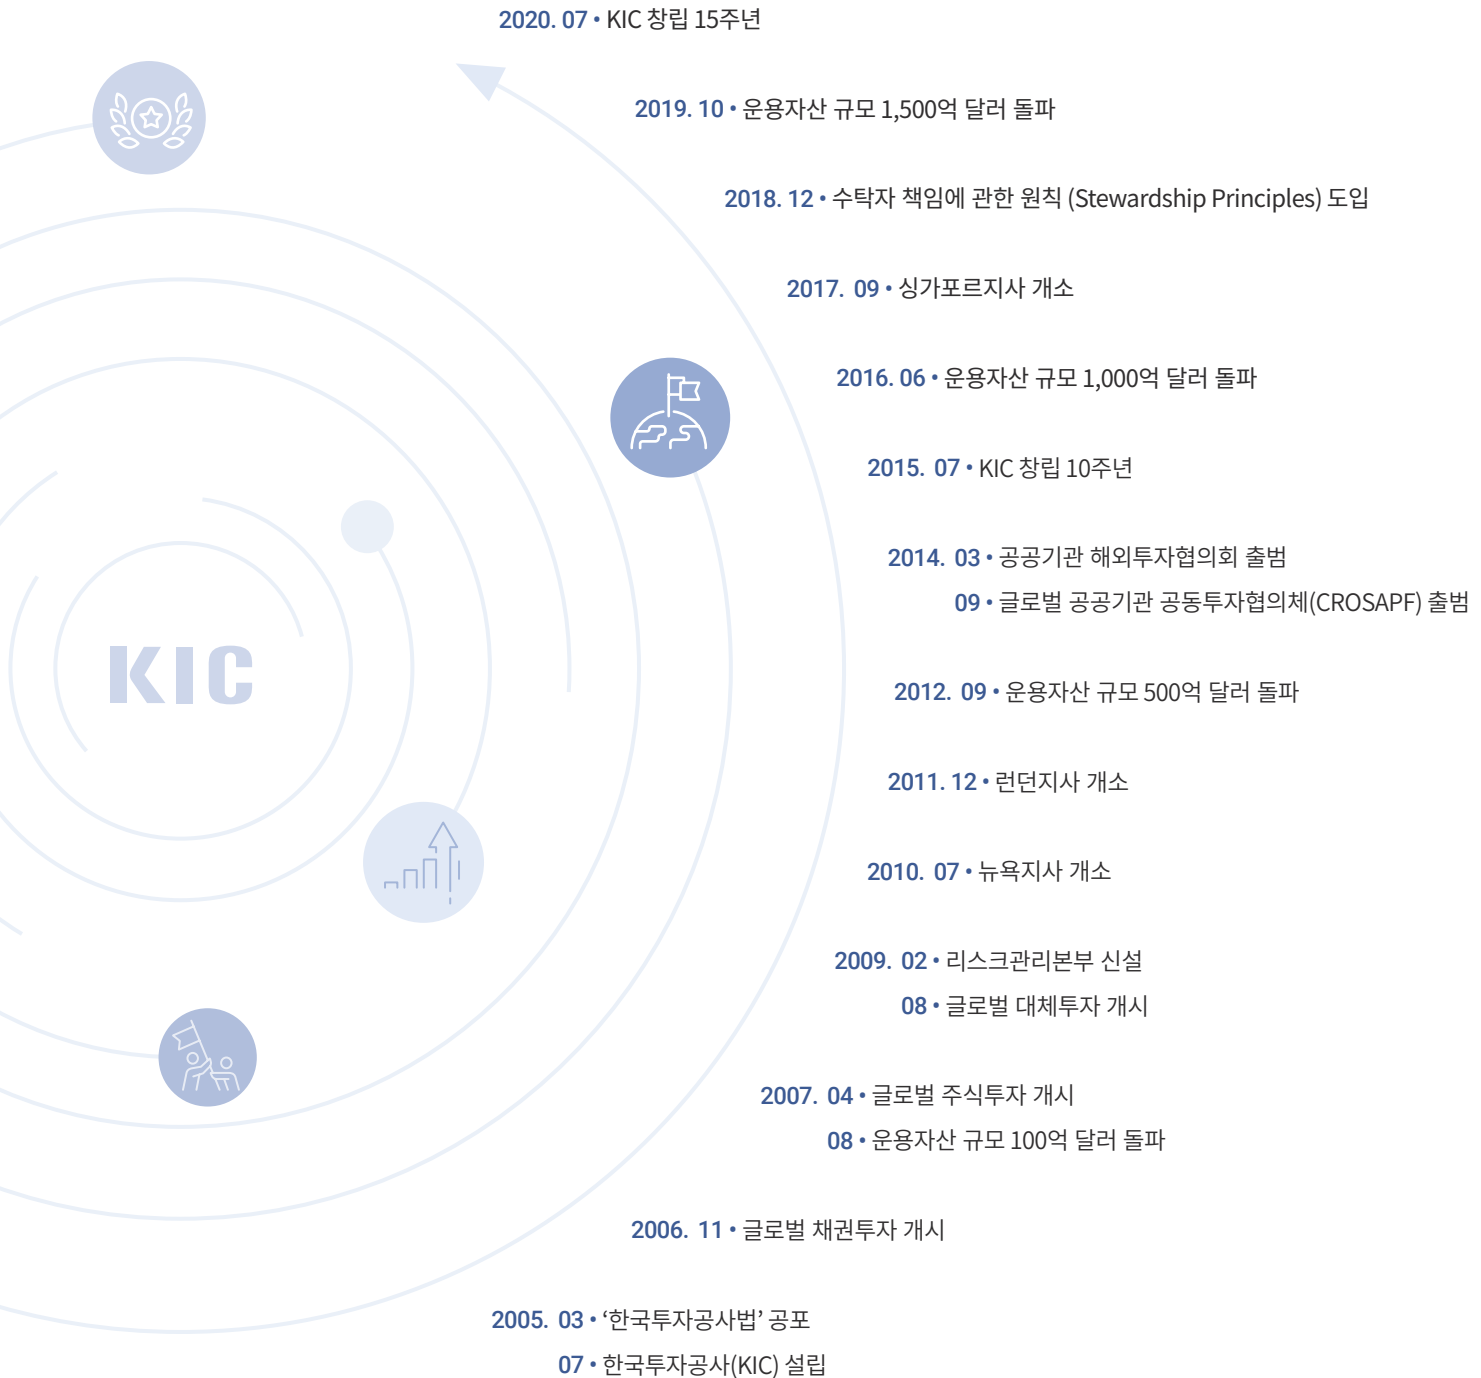 2020. 07 • KIC 창립 15주년
2019. 10 • 운용자산 규모 1,500억 달러 돌파
2018. 12 • 수탁자 책임에 관한 원칙 (Stewardship Principles) 도입
2017. 09 • 싱가포르지사 개소
2016. 06 • 운용자산 규모 1,000억 달러 돌파
2015. 07 • KIC 창립 10주년
2014. 03 • 공공기관 해외투자협의회 출범
09 • 글로벌 공공기관 공동투자협의체(CROSAPF) 출범
KIC
2012. 09 • 운용자산 규모 500억 달러 돌파
2011. 12 • 런던지사 개소
2010. 07 • 뉴욕지사 개소
2009. 02 • 리스크관리본부 신설
08 • 글로벌 대체투자 개시
2007. 04 • 글로벌 주식투자 개시
08 • 운용자산 규모 100억 달러 돌파
2006. 11 • 글로벌 채권투자 개시
2005. 03 • ‘한국투자공사법’ 공포
07 • 한국투자공사(KIC) 설립